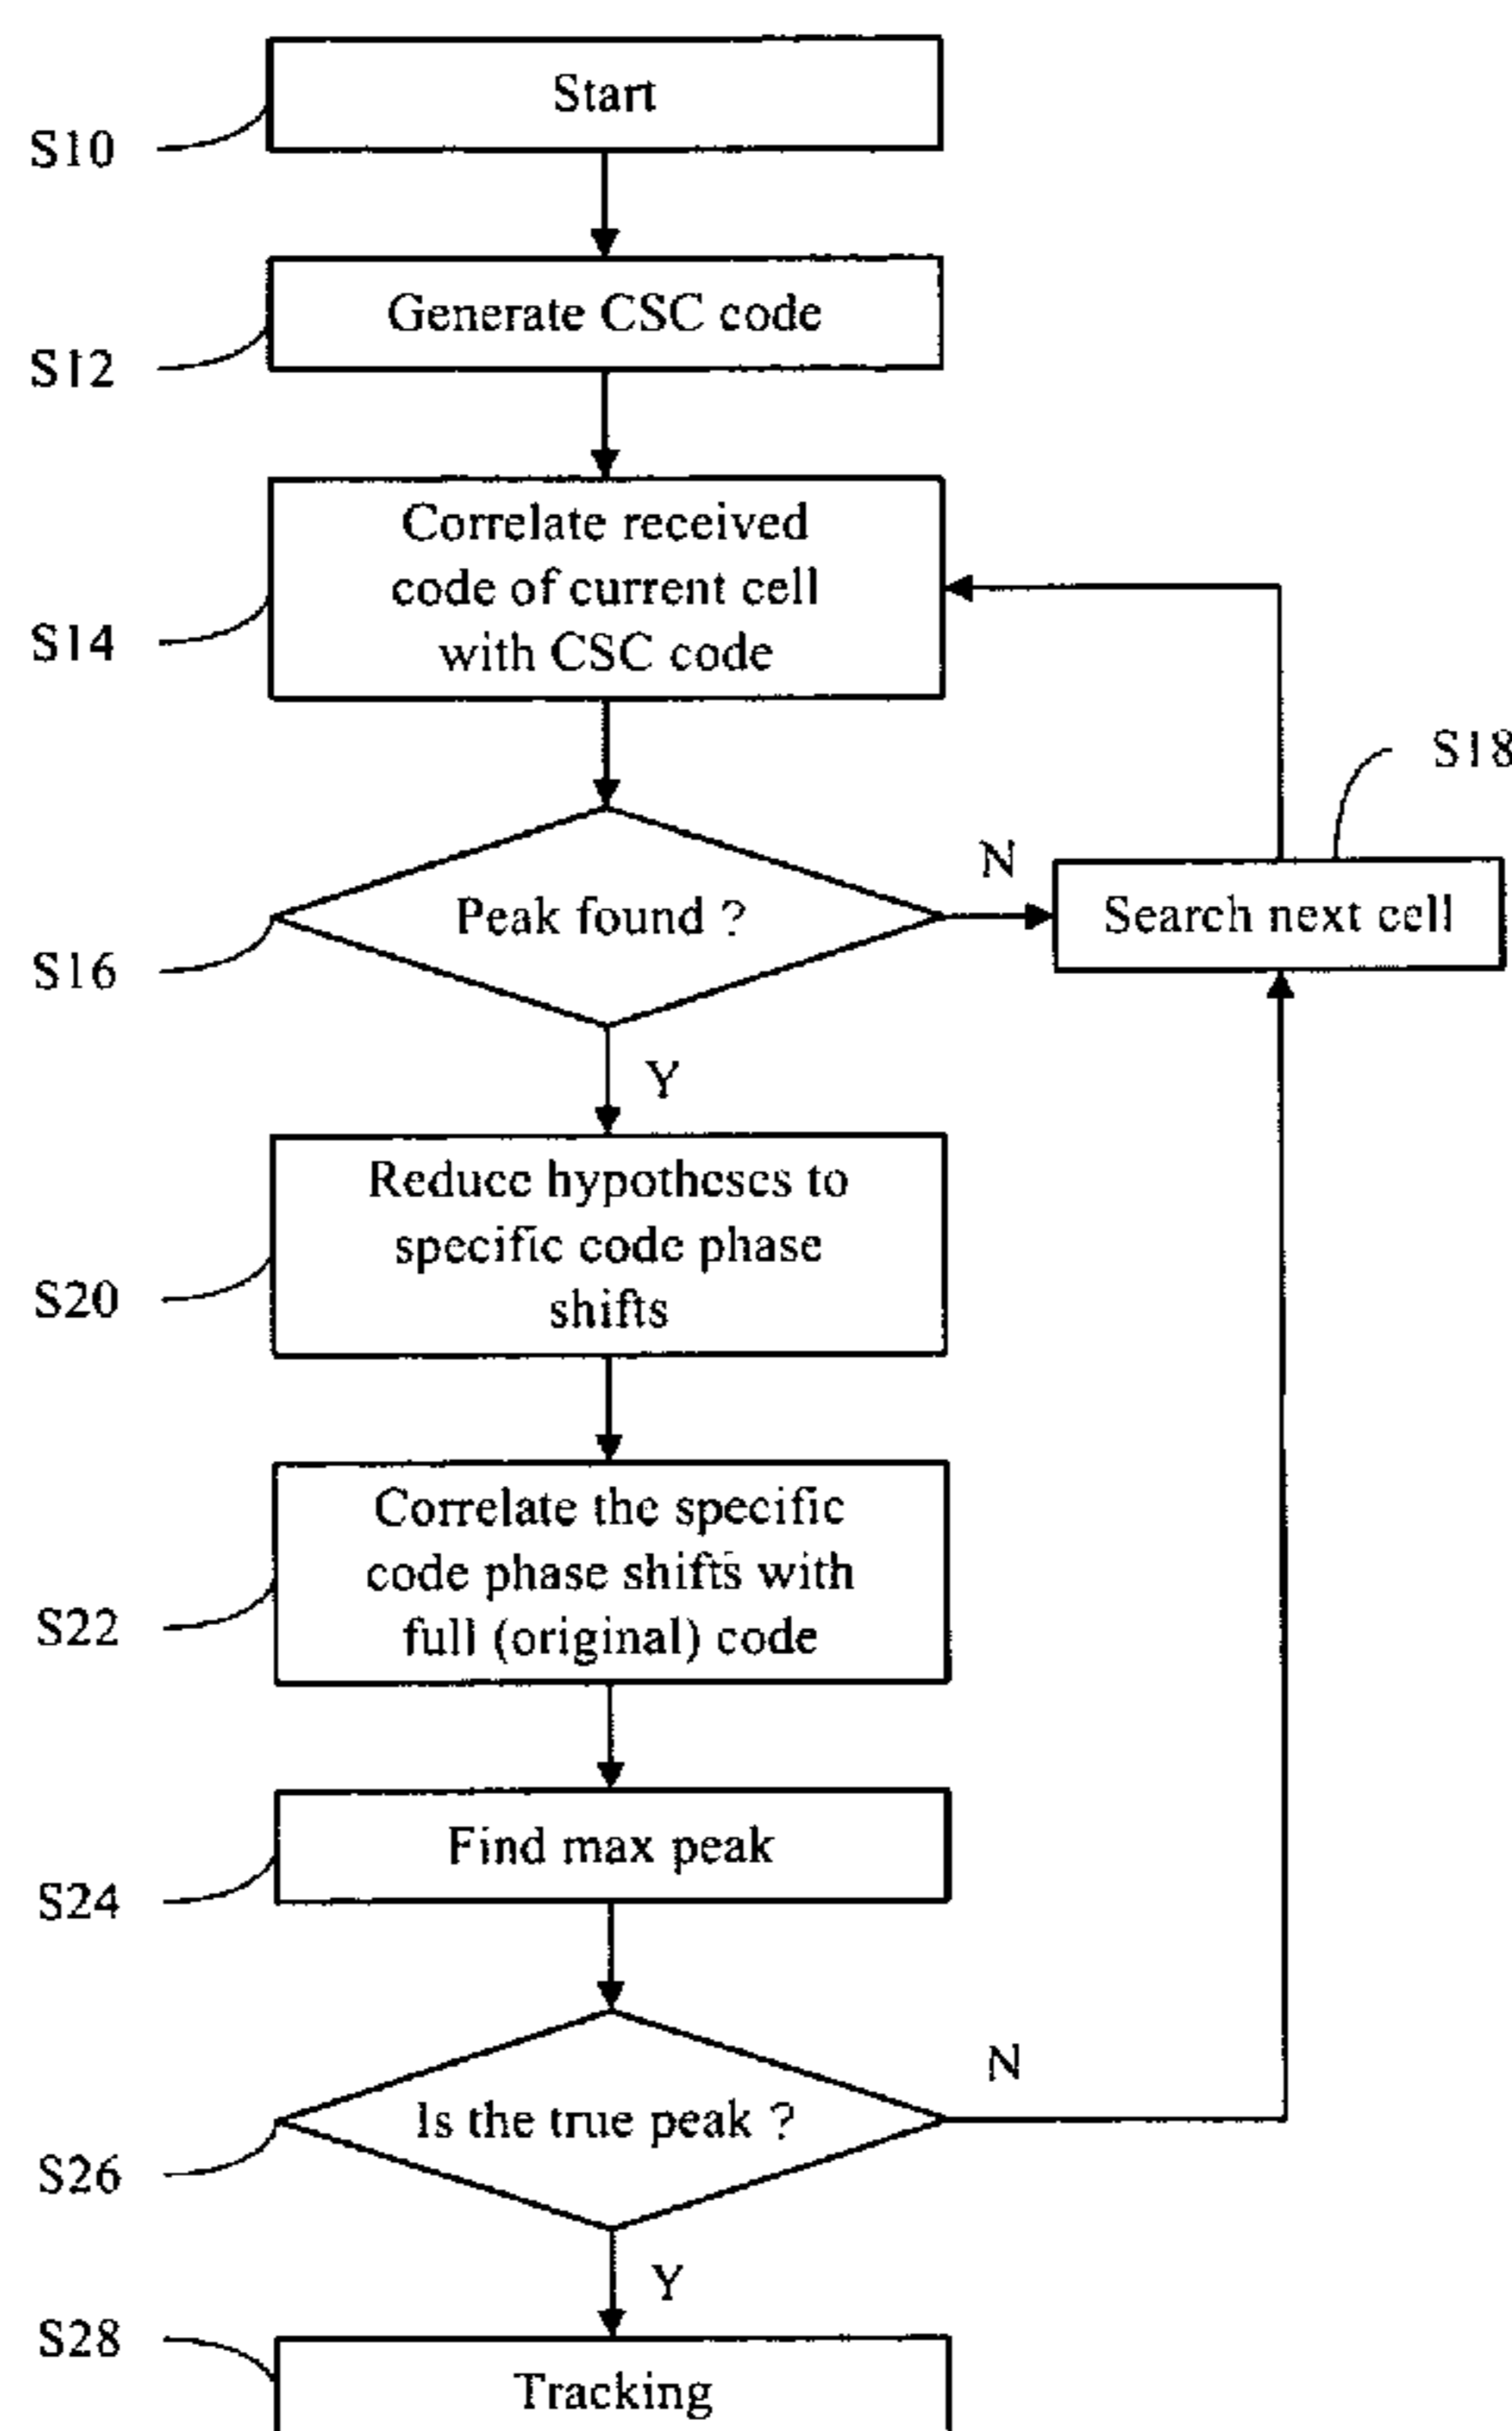 Start
S10
Generate CSC code
S12
Correlate received
code of current cell
with CSC code
S14
S18
Peak found ?
N
Search next cell
S16
Y
Reduce hypotheses to
specific code phase
shifts
S20
Correlate the specific
code phase shifts with
full (original) code
S22
Find max peak
S24
N
Is the true peak ?
S26
Y
S28
Tracking